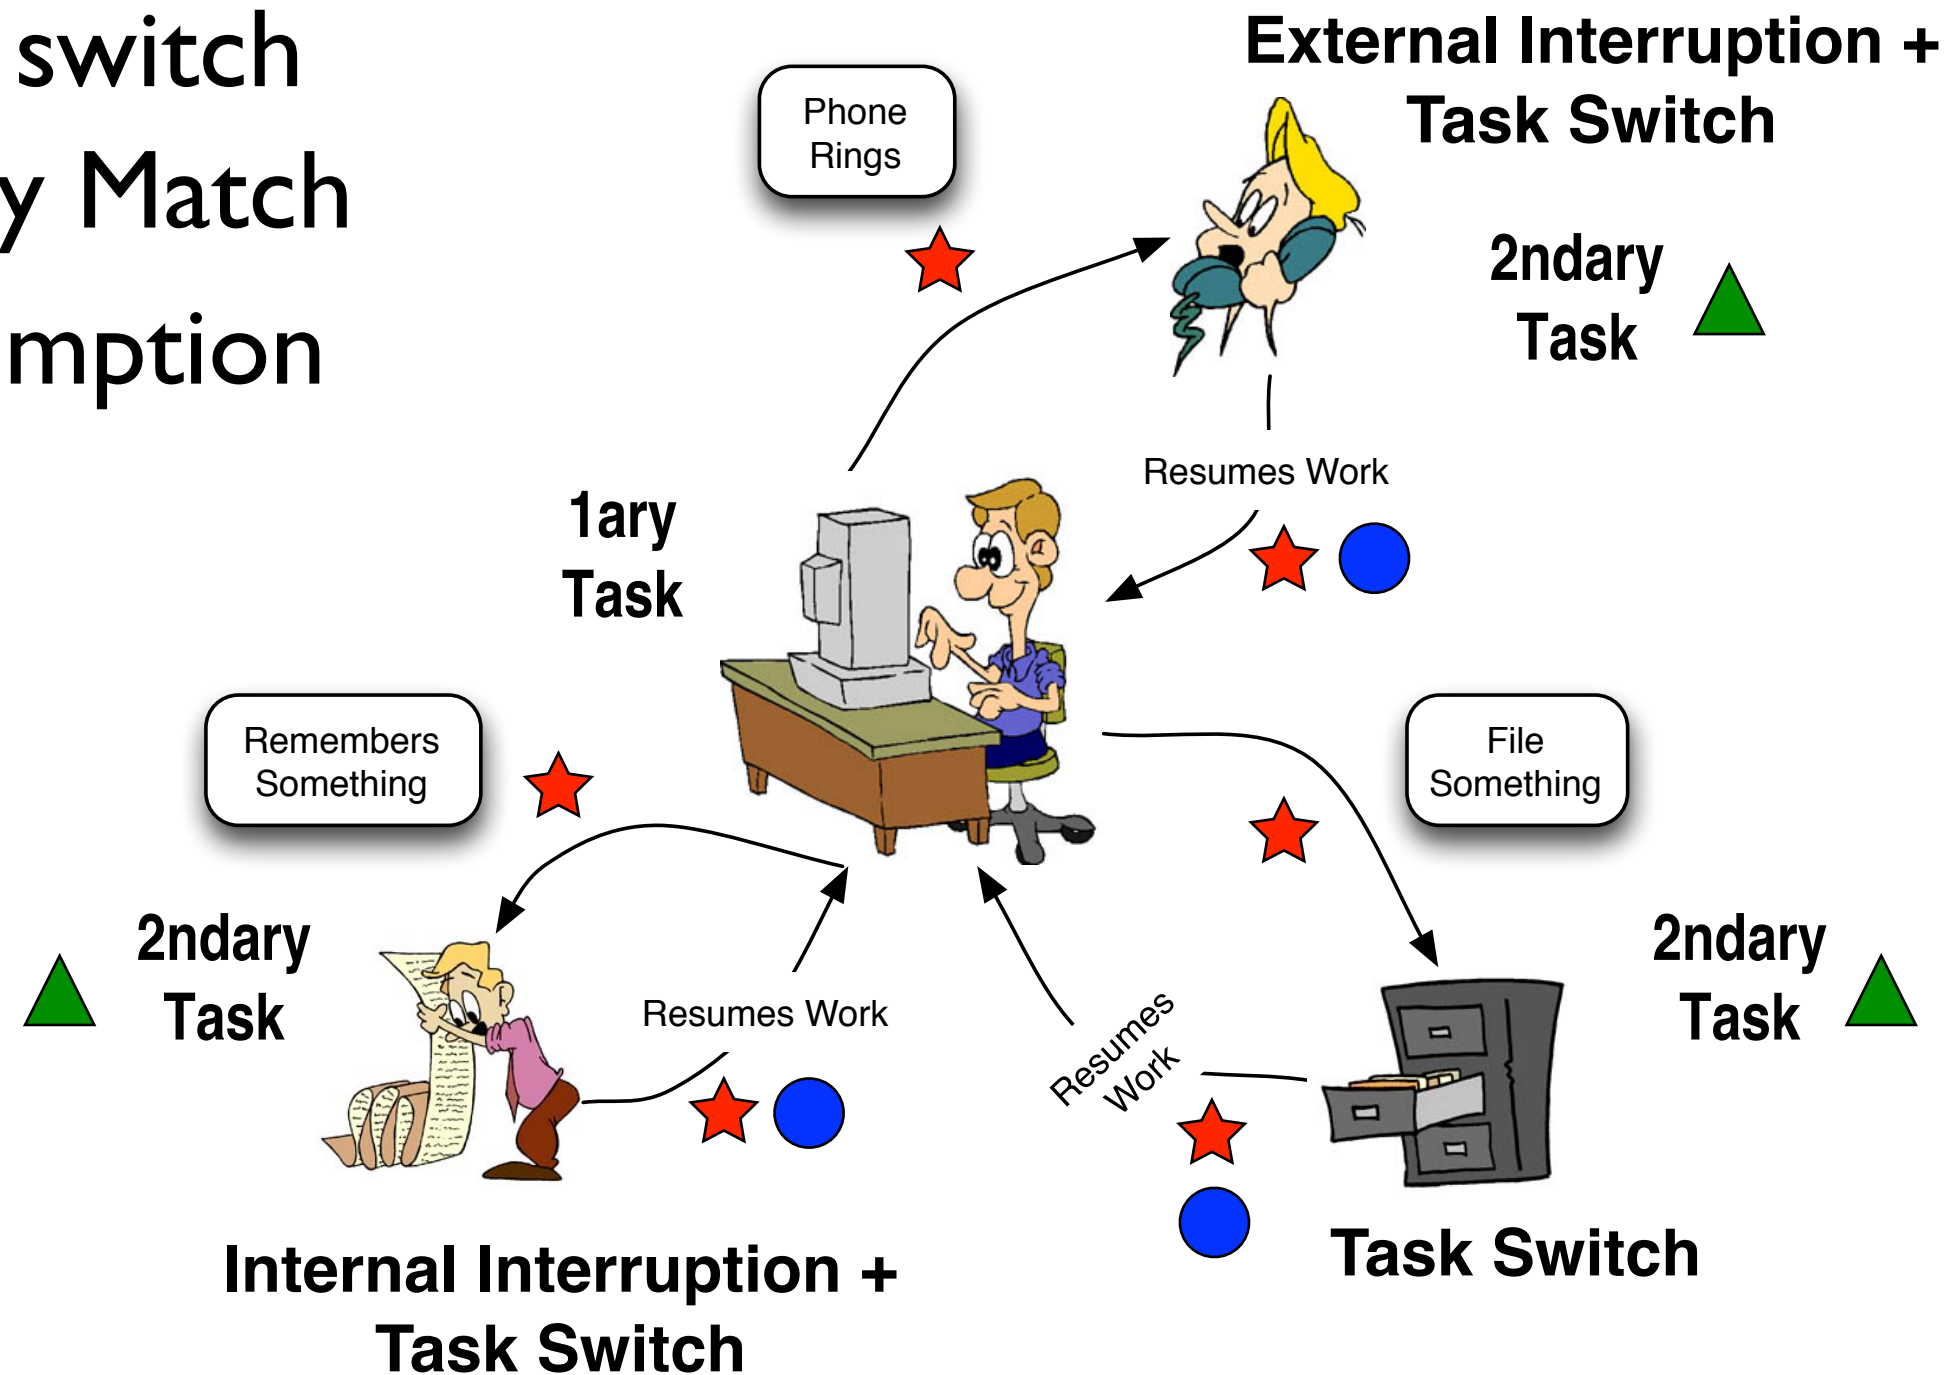 switch
y Match
mption
External Interruption +
Task Switch
Phone
Rings
2ndary
Task
Resumes Work
1ary
Task
Remembers
Something
File
Something
2ndary
Task
Resumes Work
Resumes
Work
2ndary
Task
Internal Interruption +
Task Switch
Task Switch